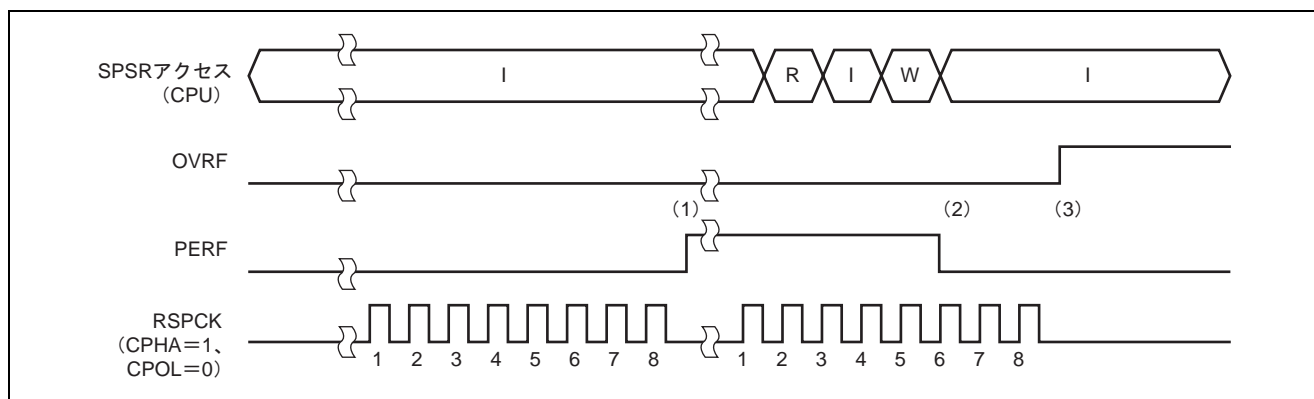 SPSRアクセス
（CPU）
I
R
I
W
I
OVRF
（1）
（2）
（3）
PERF
RSPCK
（CPHA＝1、
CPOL＝0）
1 2 3 4 5 6 7 8
1 2 3 4 5 6 7 8